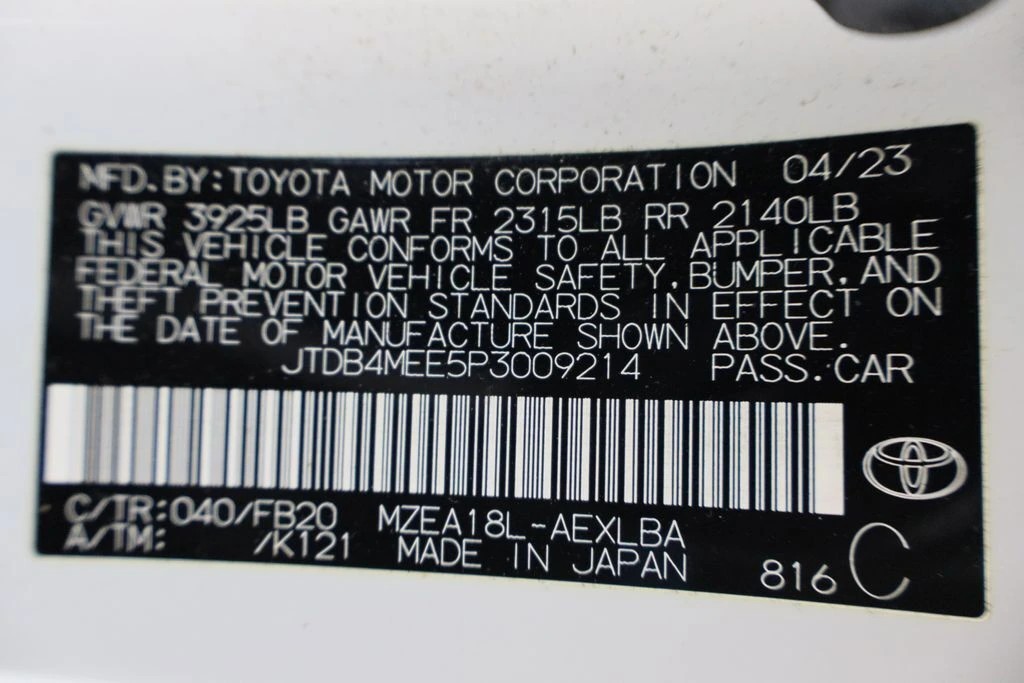 MFD.BY:TOYOTA MOTOR CORPORATION 04/23
GVWR 3925LB GAWR FR 2315LB RR 2140LB
THIS VEHICLE CONFORMS TO ALL APPLICABLE
FEDERAL MOTOR VEHICLE SAFETY,BUMPER,AND
THEFT PREVENTION STANDARDS IN EFFECT ON
THE DATE OF MANUFACTURE SHOWN ABOVE.
JTDB4MEE5P3009214 PASS.CAR
C/TR:040/FB20 MZEA18L-AEXLBA
A/TM: /K121 MADE IN JAPAN 816 C